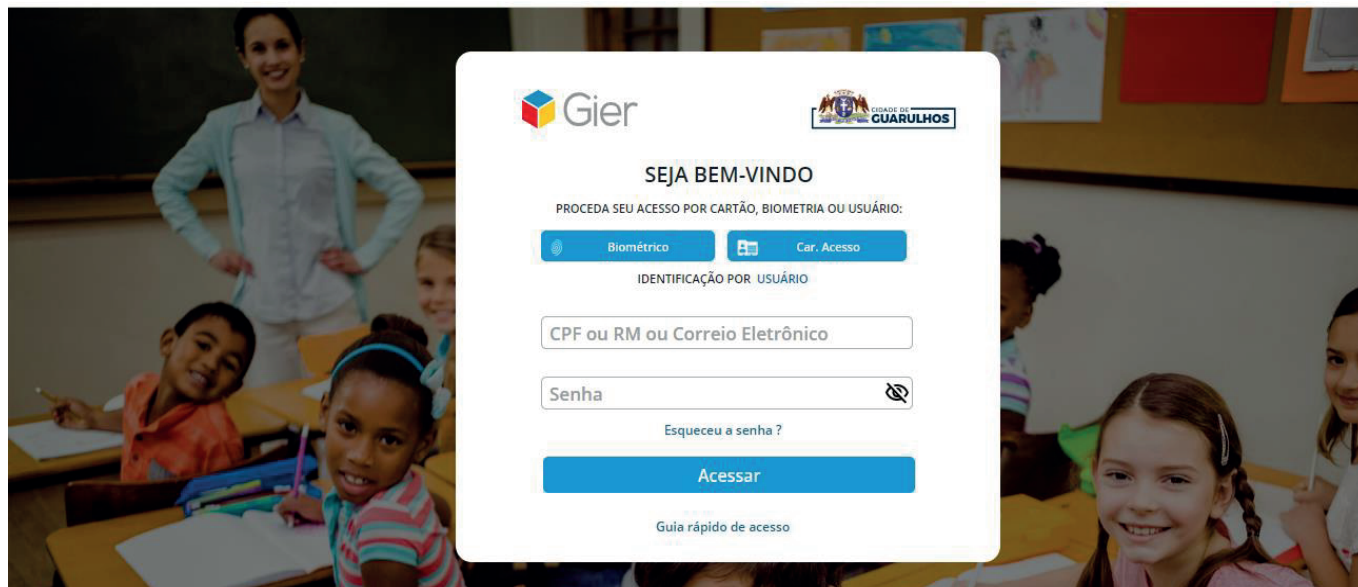 Gier
CIDADE DE
GUARULHOS
SEJA BEM-VINDO
PROCEDA SEU ACESSO POR CARTÃO, BIOMETRIA OU USUÁRIO:
Biométrico
Car. Acesso
IDENTIFICAÇÃO POR USUÁRIO
CPF ou RM ou Correio Eletrônico
Senha
Esqueceu a senha ?
Acessar
Guia rápido de acesso